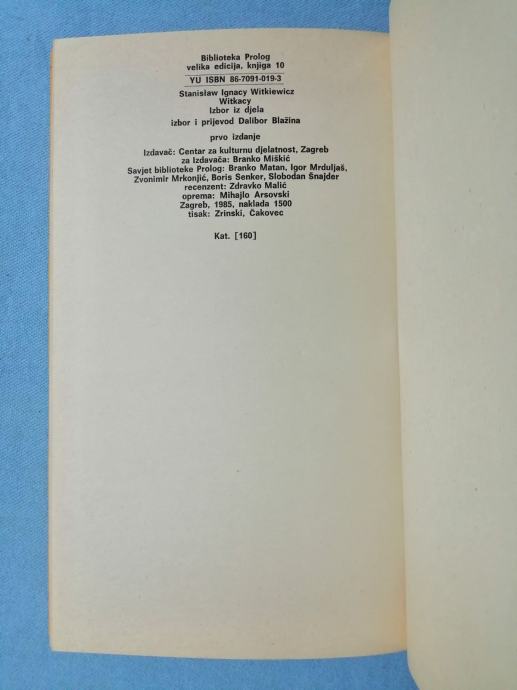 Biblioteka Prolog
velika edicija, knjiga 10
YU ISBN 86-7091-019-3
Stanisław Ignacy Witkiewicz
Witkacy
Izbor iz djela
izbor i prijevod Dalibor Blažina
prvo izdanje
Izdavač: Centar za kulturnu djelatnost, Zagreb
za Izdavača: Branko Miškić
Savjet biblioteke Prolog: Branko Matan, Igor Mrduljaš,
Zvonimir Mrkonjić, Boris Senker, Slobodan Šnajder
recenzent: Zdravko Malić
oprema: Mihajlo Arsovski
Zagreb, 1985, naklada 1500
tisak: Zrinski, Čakovec
Kat. [160]